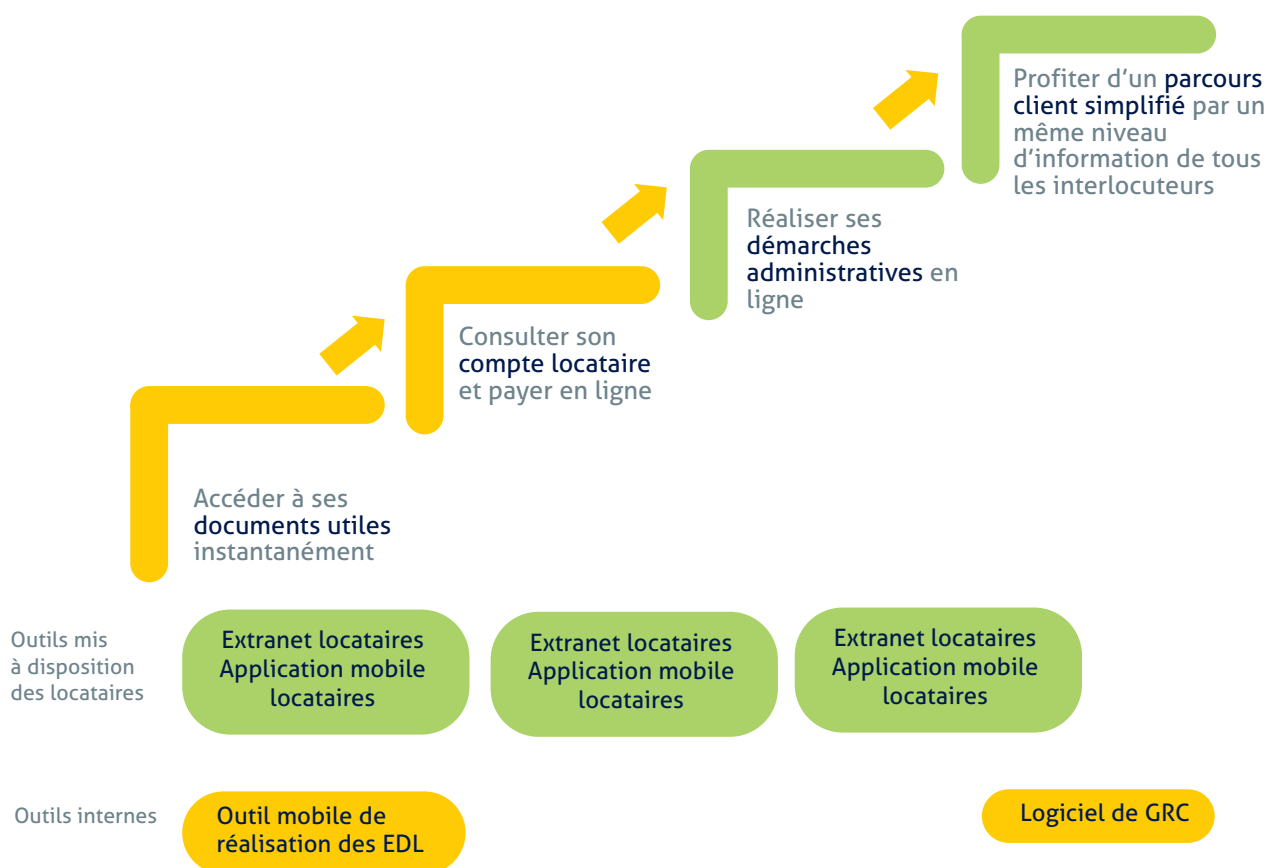 Profiter d'un parcours
client simplifié par un
même niveau
d'information de tous
les interlocuteurs
Réaliser ses
démarches
administratives en
ligne
Consulter son
compte locataire
et payer en ligne
Accéder à ses
documents utiles
instantanément
Outils mis
à disposition
des locataires
Extranet locataires
Application mobile
locataires
Extranet locataires
Application mobile
locataires
Extranet locataires
Application mobile
locataires
Outils internes
Outil mobile de
réalisation des EDL
Logiciel de GRC